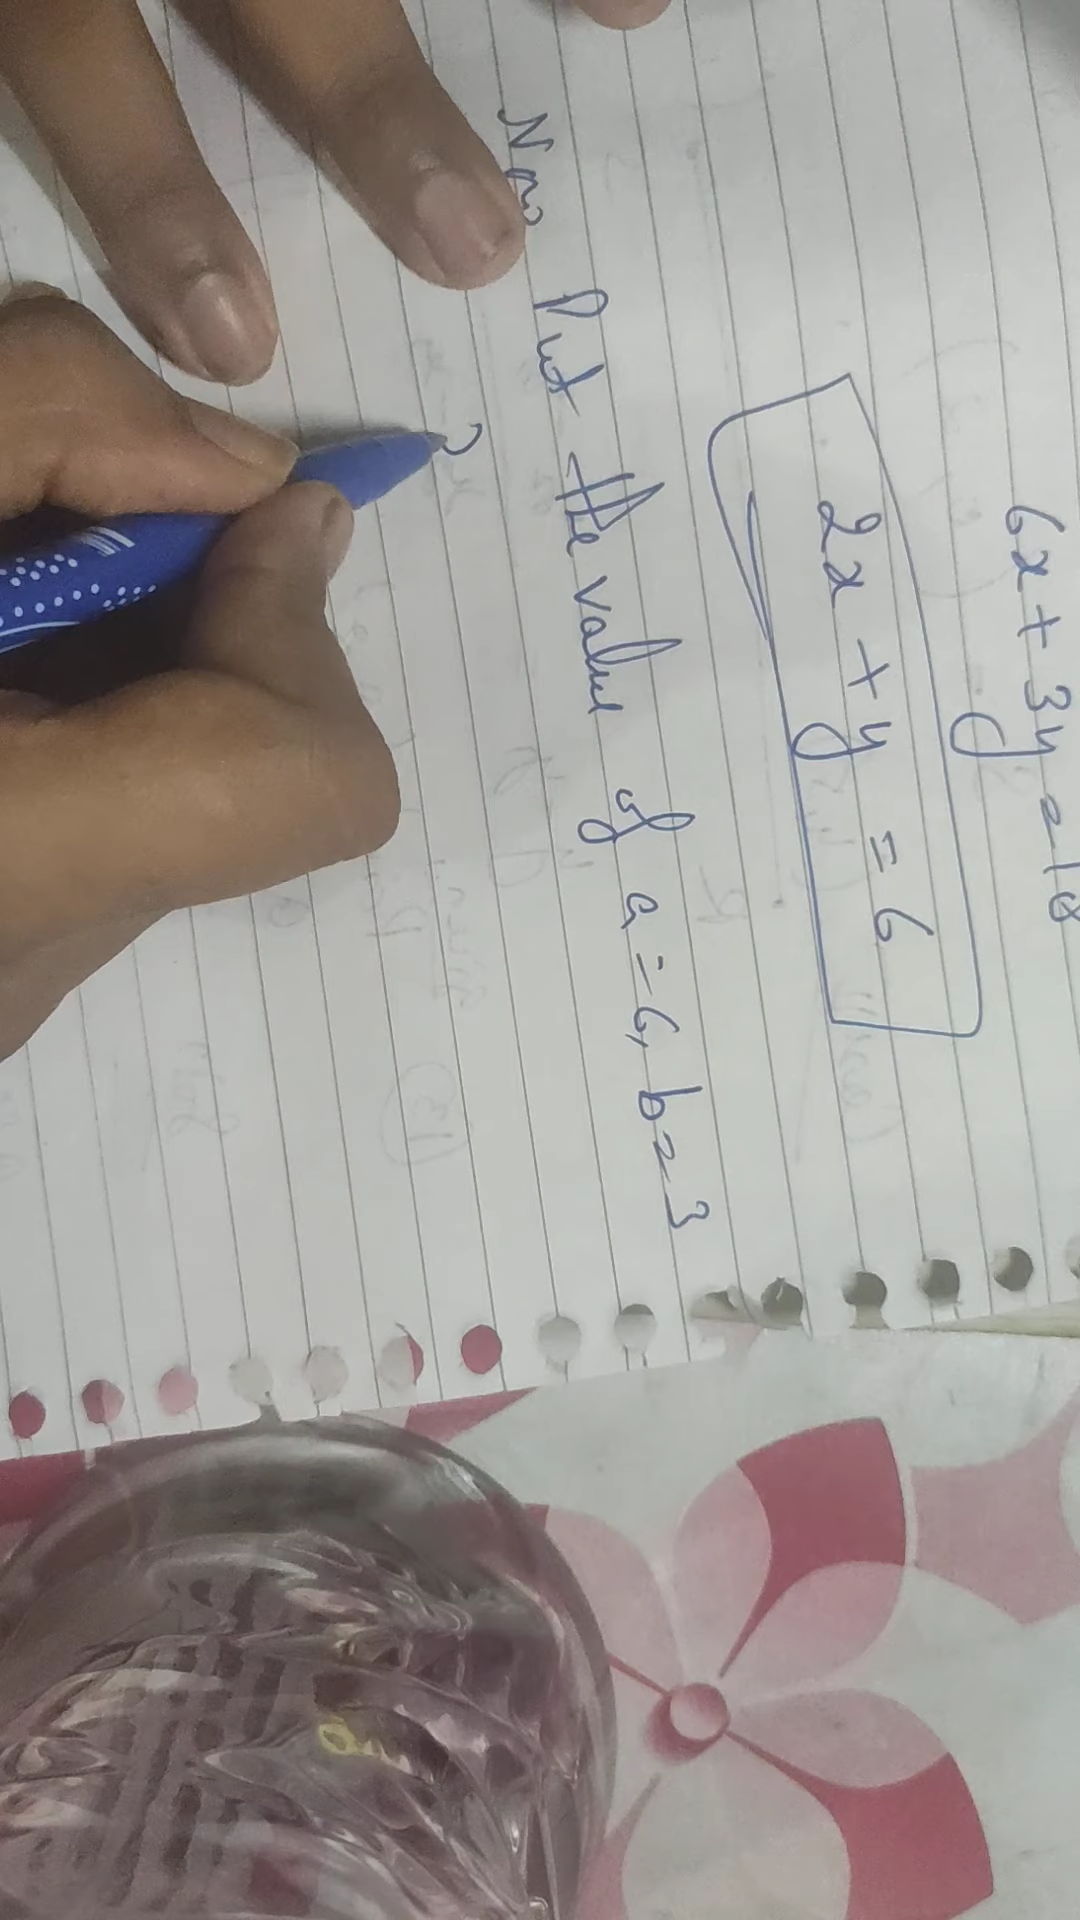 6x + 3y = 18
2x + y = 6
Now Put the value of a = 6, b = 3